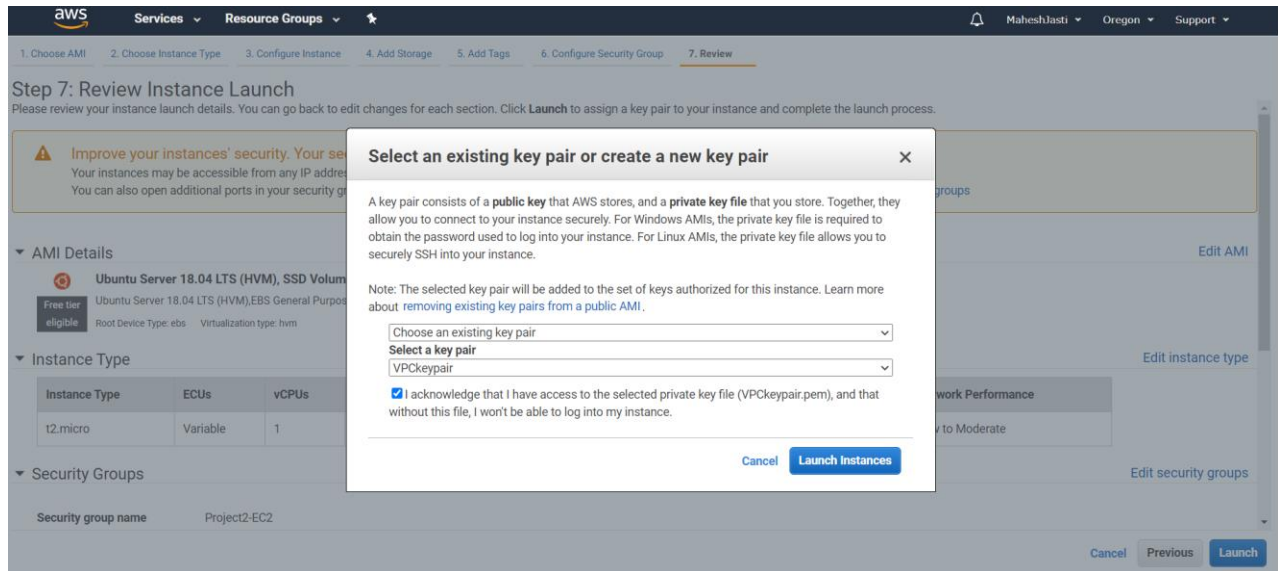 aws Services Resource Groups MaheshJasti Oregon Support
1. Choose AMI 2. Choose Instance Type 3. Configure Instance 4. Add Storage 5. Add Tags 6. Configure Security Group 7. Review
Step 7: Review Instance Launch
Please review your instance launch details. You can go back to edit changes for each section. Click Launch to assign a key pair to your instance and complete the launch process.
Improve your instances' security. Your se
Your instances may be accessible from any IP addre
You can also open additional ports in your security gr
groups
Select an existing key pair or create a new key pair
A key pair consists of a public key that AWS stores, and a private key file that you store. Together, they
allow you to connect to your instance securely. For Windows AMIs, the private key file is required to
obtain the password used to log into your instance. For Linux AMIs, the private key file allows you to
securely SSH into your instance.
Note: The selected key pair will be added to the set of keys authorized for this instance. Learn more
about removing existing key pairs from a public AMI.
Choose an existing key pair
Select a key pair
VPCkeypair
I acknowledge that I have access to the selected private key file (VPCkeypair.pem), and that
without this file, I won't be able to log into my instance.
Cancel Launch Instances
AMI Details Edit AMI
Ubuntu Server 18.04 LTS (HVM), SSD Volum
Free tier
eligible
Ubuntu Server 18.04 LTS (HVM),EBS General Purpos
Root Device Type: ebs Virtualization type: hvm
Instance Type Edit instance type
Instance Type ECUs vCPUs work Performance
t2.micro Variable 1 to Moderate
Security Groups Edit security groups
Security group name Project2-EC2
Cancel Previous Launch